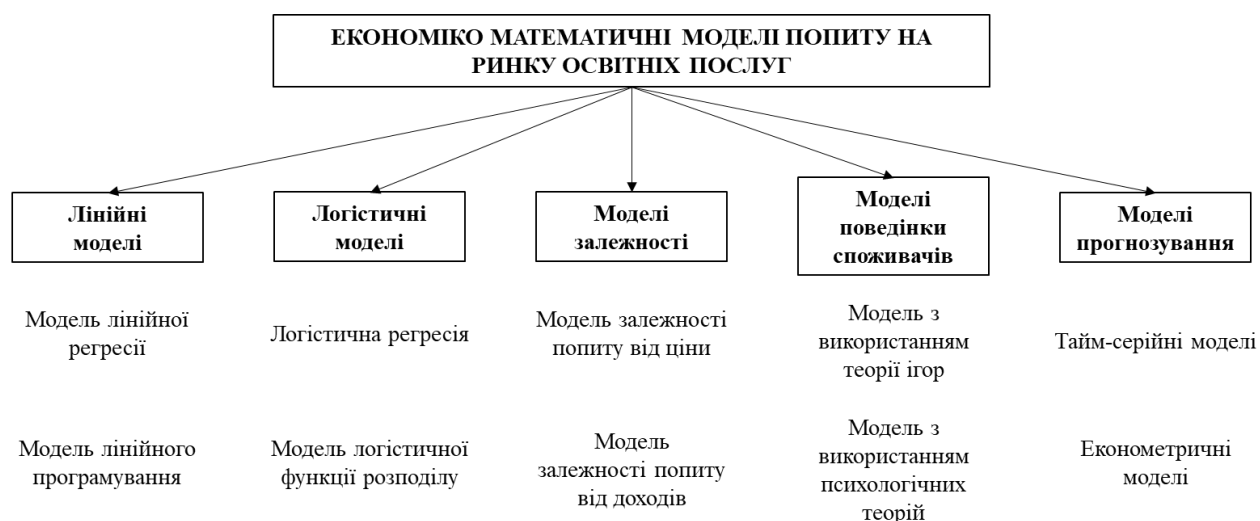 ЕКОНОМІКО МАТЕМАТИЧНІ МОДЕЛІ ПОПИТУ НА
РИНКУ ОСВІТНІХ ПОСЛУГ
Лінійні
моделі
Логістичні
моделі
Моделі
залежності
Моделі
поведінки
споживачів
Моделі
прогнозування
Модель лінійної
регресії
Логістична регресія
Модель залежності
попиту від ціни
Модель з
використанням
теорії ігор
Тайм-серійні моделі
Модель лінійного
програмування
Модель логістичної
функції розподілу
Модель
залежності попиту
від доходів
Модель з
використанням
психологічних
теорій
Економетричні
моделі